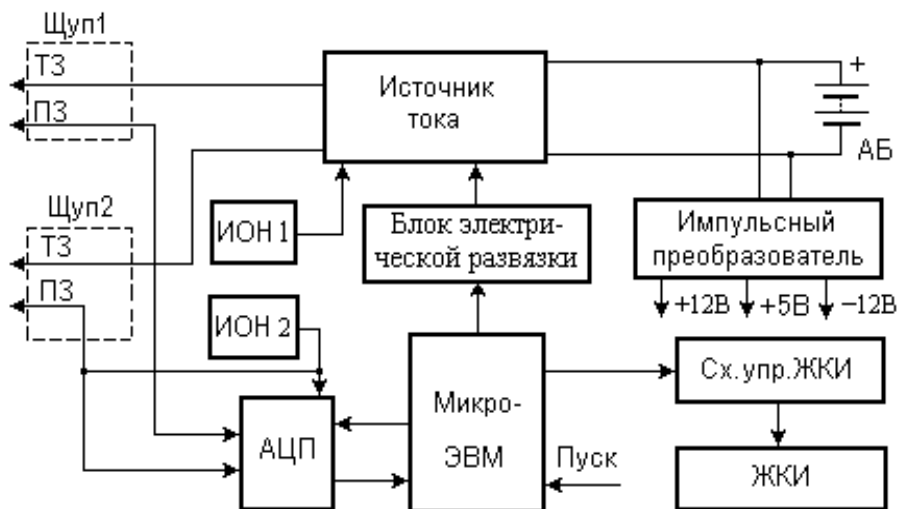 Щуп1
ТЗ
ПЗ
Источник
тока
+
АБ
Щуп2
ТЗ
ПЗ
ИОН 1
Блок электри-
ческой развязки
Импульсный
преобразователь
+12В +5В −12В
ИОН 2
Микро-
ЭВМ
Сх.упр.ЖКИ
АЦП
Пуск
ЖКИ